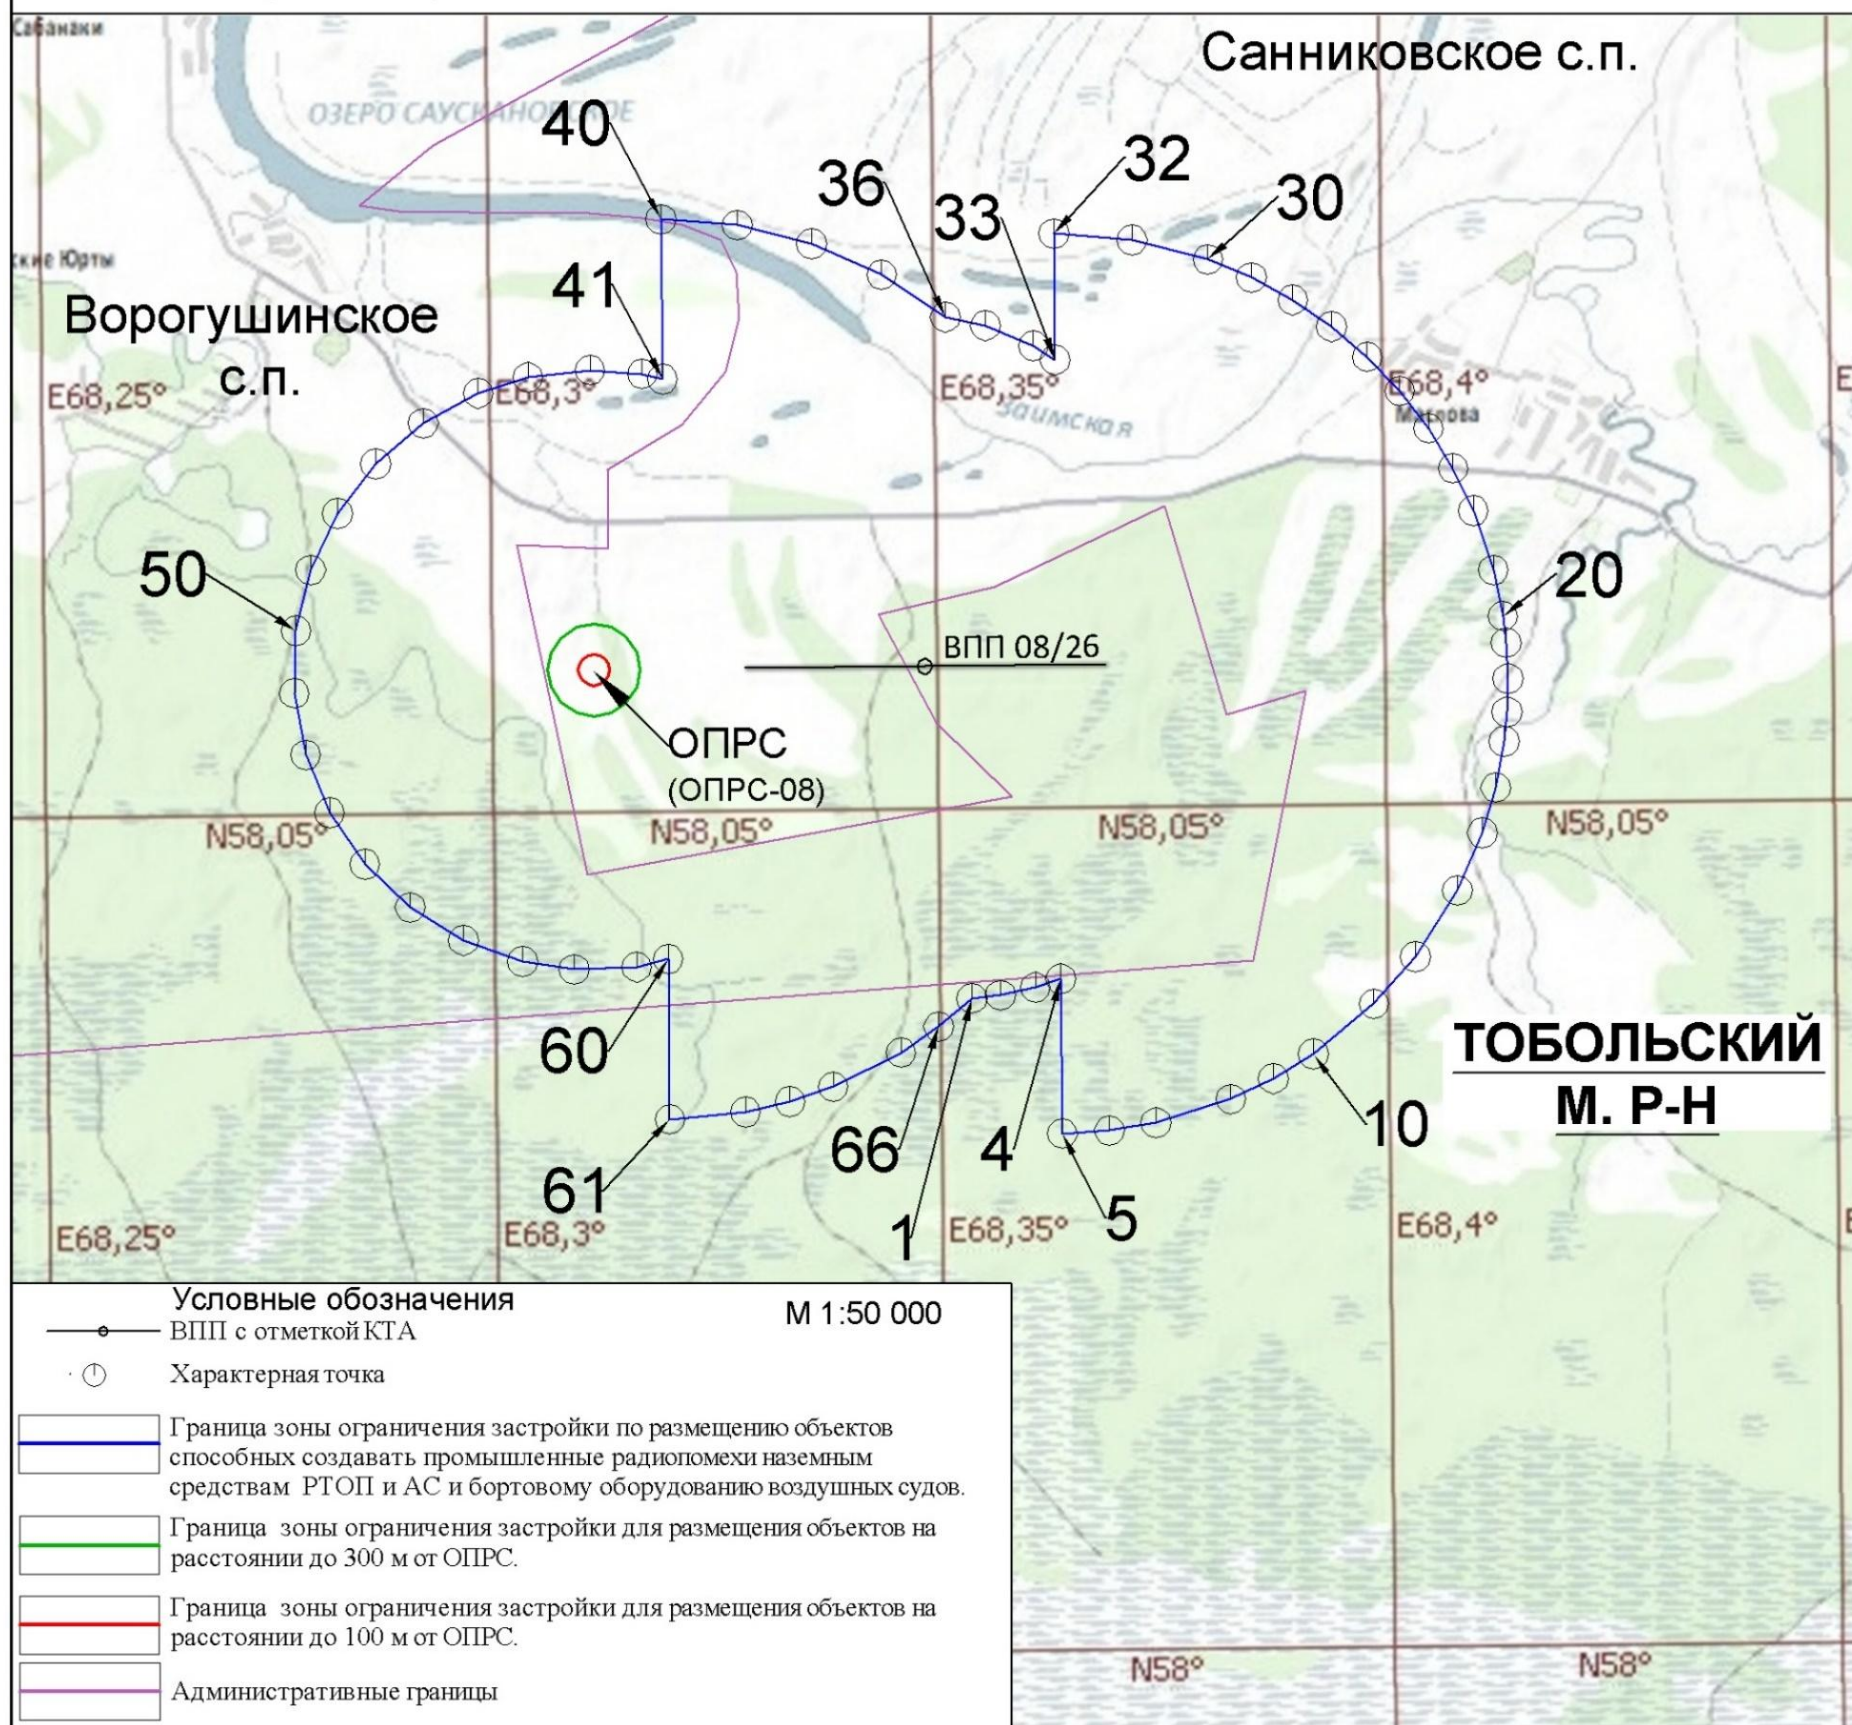 Сабанаки
Санниковское с.п.
ОЗЕРО САУСКАНОВСКОЕ
40
32
36
30
33
ские Юрты
41
Ворогушинское
с.п.
E68,25°
E68,3°
E68,35°
E68,4°
E
Заимская
50
20
ВПП 08/26
ОПРС
(ОПРС-08)
N58,05°
N58,05°
N58,05°
N58,05°
ТОБОЛЬСКИЙ
М. Р-Н
60
66
4
10
61
1
5
E68,25°
E68,3°
E68,35°
E68,4°
Условные обозначения
М 1:50 000
ВПП с отметкой КТА
Характерная точка
Граница зоны ограничения застройки по размещению объектов
способных создавать промышленные радиопомехи наземным
средствам РТОП и АС и бортовому оборудованию воздушных судов.
Граница зоны ограничения застройки для размещения объектов на
расстоянии до 300 м от ОПРС.
Граница зоны ограничения застройки для размещения объектов на
расстоянии до 100 м от ОПРС.
Административные границы
N58°
N58°